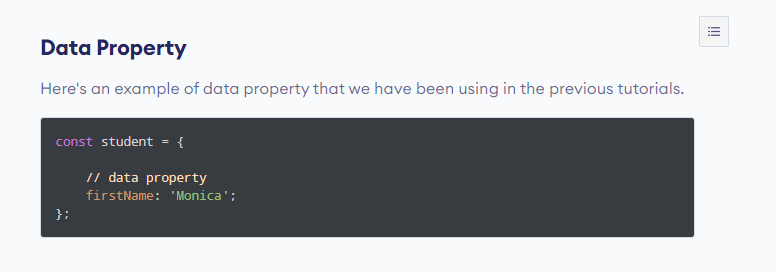 Data Property
Here's an example of data property that we have been using in the previous tutorials.
const student = {
    // data property
    firstName: 'Monica';
};